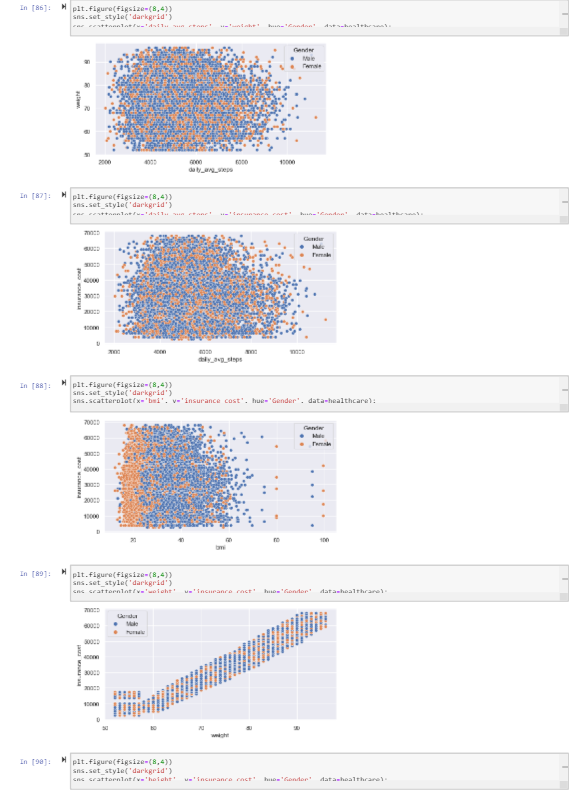 In [86]:
plt.figure(figsize=(8,4))
sns.set_style('darkgrid')
sns.scatterplot(x='daily_avg_steps', y='weight', hue='Gender', data=healthcare);
Gender
Male
Female
90
80
70
60
50
weight
2000 4000 6000 8000 10000
daily_avg_steps
In [87]:
plt.figure(figsize=(8,4))
sns.set_style('darkgrid')
sns.scatterplot(x='daily_avg_steps', y='insurance_cost', hue='Gender', data=healthcare);
70000
60000
50000
40000
30000
20000
10000
0
insurance_cost
Gender
Male
Female
2000 4000 6000 8000 10000
daily_avg_steps
In [88]:
plt.figure(figsize=(8,4))
sns.set_style('darkgrid')
sns.scatterplot(x='bmi', y='insurance_cost', hue='Gender', data=healthcare);
70000
60000
50000
40000
30000
20000
10000
0
insurance_cost
Gender
Male
Female
20 40 60 80 100
bmi
In [89]:
plt.figure(figsize=(8,4))
sns.set_style('darkgrid')
sns.scatterplot(x='weight', y='insurance_cost', hue='Gender', data=healthcare);
70000
60000
50000
40000
30000
20000
10000
0
insurance_cost
Gender
Male
Female
50 60 70 80 90
weight
In [90]:
plt.figure(figsize=(8,4))
sns.set_style('darkgrid')
sns.scatterplot(x='height', y='insurance_cost', hue='Gender', data=healthcare);